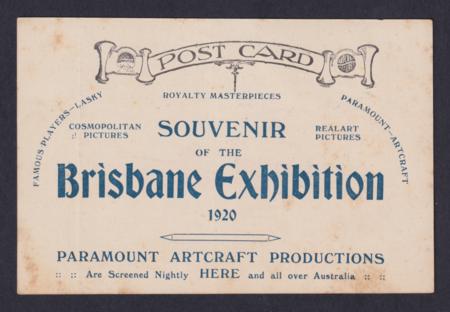 POST CARD
ROYALTY MASTERPIECES
FAMOUS-PLAYERS-LASKY
PARAMOUNT-ARTCRAFT
COSMOPOLITAN
:: PICTURES
SOUVENIR
REALART
PICTURES
OF THE
Brisbane Exhibition
1920
PARAMOUNT ARTCRAFT PRODUCTIONS
:: :: Are Screened Nightly HERE and all over Australia :: ::